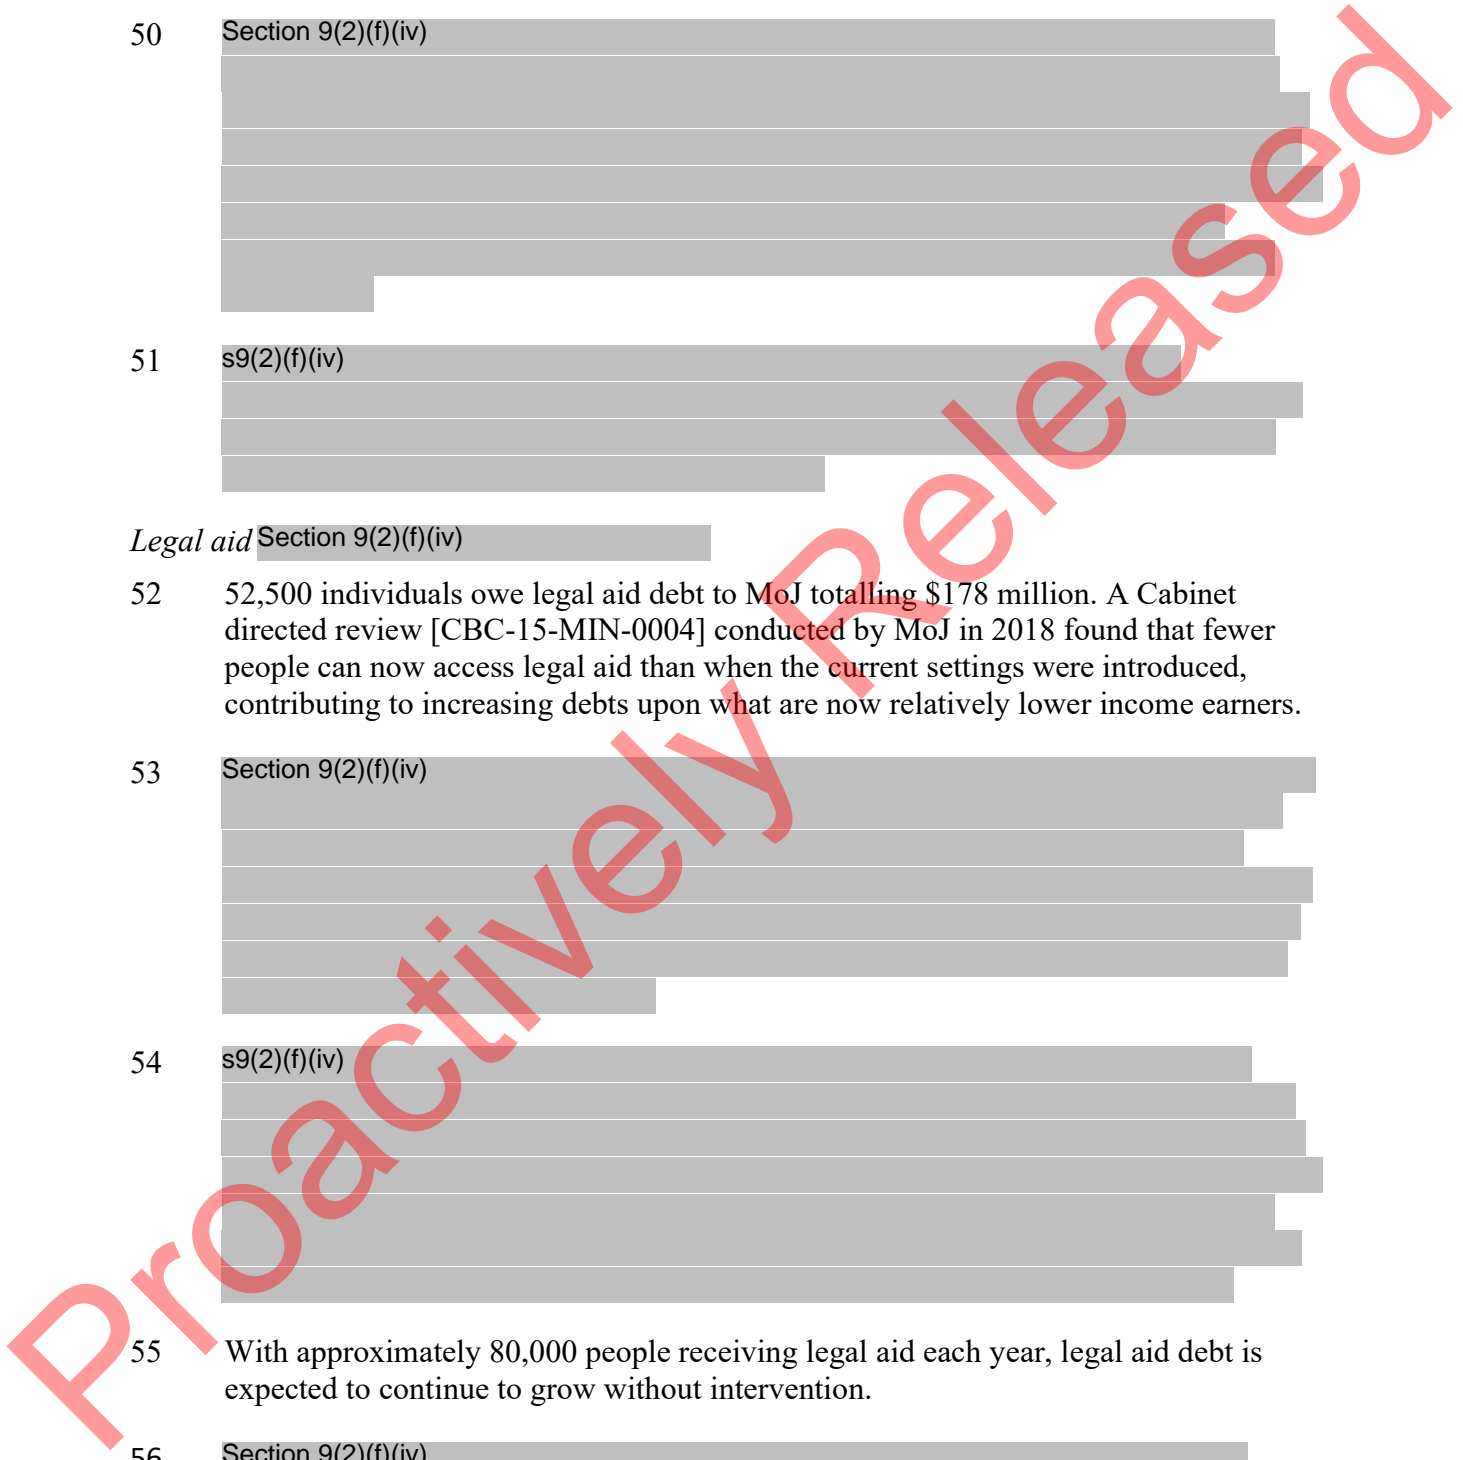 50 Section 9(2)(f)(iv)
51 s9(2)(f)(iv)
Legal aid Section 9(2)(f)(iv)
52 52,500 individuals owe legal aid debt to MoJ totalling $178 million. A Cabinet
directed review [CBC-15-MIN-0004] conducted by MoJ in 2018 found that fewer
people can now access legal aid than when the current settings were introduced,
contributing to increasing debts upon what are now relatively lower income earners.
53 Section 9(2)(f)(iv)
54 s9(2)(f)(iv)
55 With approximately 80,000 people receiving legal aid each year, legal aid debt is
expected to continue to grow without intervention.
56 Section 9(2)(f)(iv)
Proactively Released